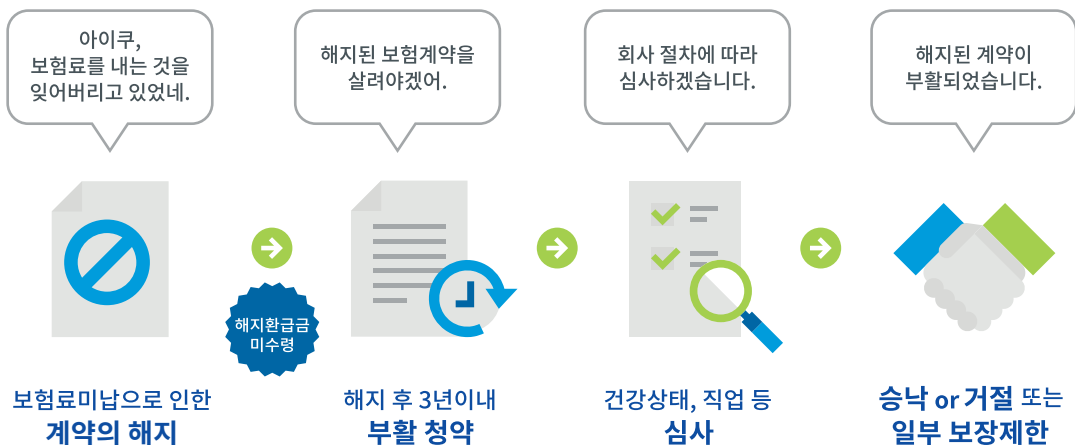 아이쿠,
보험료를 내는 것을
잊어버리고 있었네.
해지된 보험계약을
살려야겠어.
회사 절차에 따라
심사하겠습니다.
해지된 계약이
부활되었습니다.
해지환급금
미수령
보험료미납으로 인한
계약의 해지
해지 후 3년이내
부활 청약
건강상태, 직업 등
심사
승낙 or 거절 또는
일부 보장제한